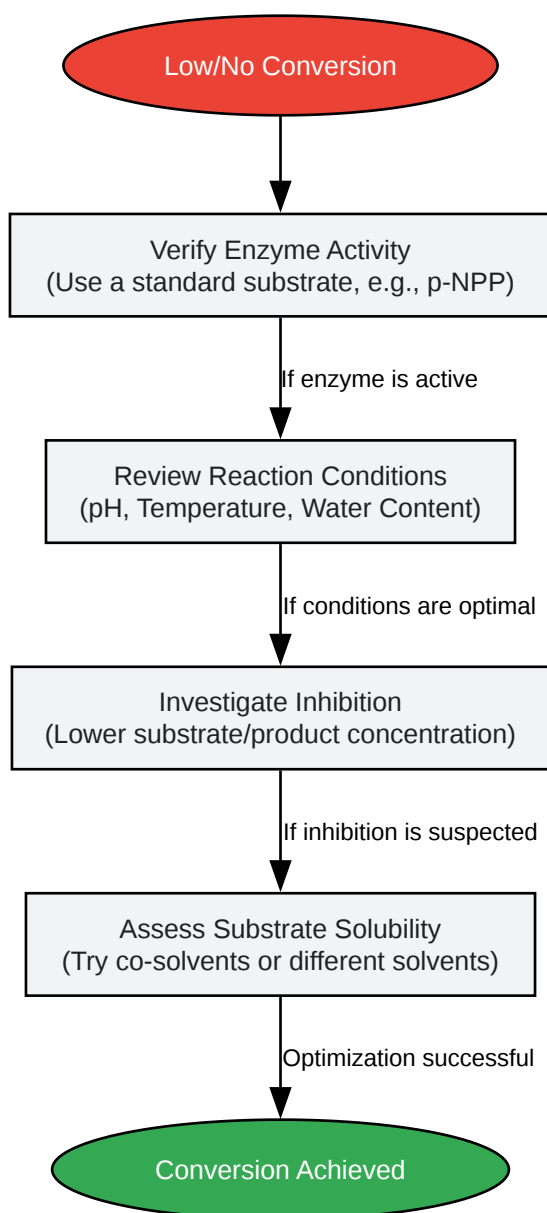 Low/No Conversion
Verify Enzyme Activity
(Use a standard substrate, e.g., p-NPP)
If enzyme is active
Review Reaction Conditions
(pH, Temperature, Water Content)
If conditions are optimal
Investigate Inhibition
(Lower substrate/product concentration)
If inhibition is suspected
Assess Substrate Solubility
(Try co-solvents or different solvents)
Optimization successful
Conversion Achieved